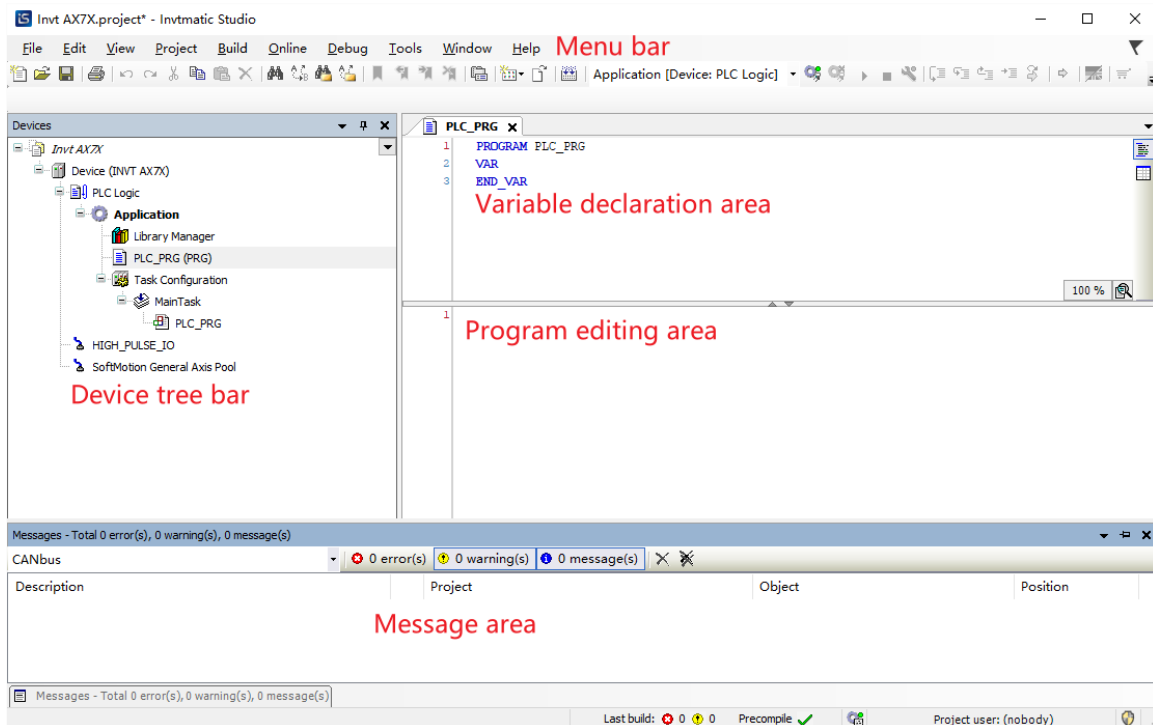 Invt AX7X.project* - Invtmatic Studio
File Edit View Project Build Online Debug Tools Window Help Menu bar
Application [Device: PLC Logic]
Devices
Invt AX7X
Device (INVT AX7X)
PLC Logic
Application
Library Manager
PLC_PRG (PRG)
Task Configuration
MainTask
PLC_PRG
HIGH_PULSE_IO
SoftMotion General Axis Pool
Device tree bar
PLC_PRG
1 PROGRAM PLC_PRG
2 VAR
3 END_VAR
Variable declaration area
100 %
1
Program editing area
Messages - Total 0 error(s), 0 warning(s), 0 message(s)
CANbus 0 error(s) 0 warning(s) 0 message(s)
Description Project Object Position
Message area
Messages - Total 0 error(s), 0 warning(s), 0 message(s)
Last build: 0 0 Precompile Project user: (nobody)